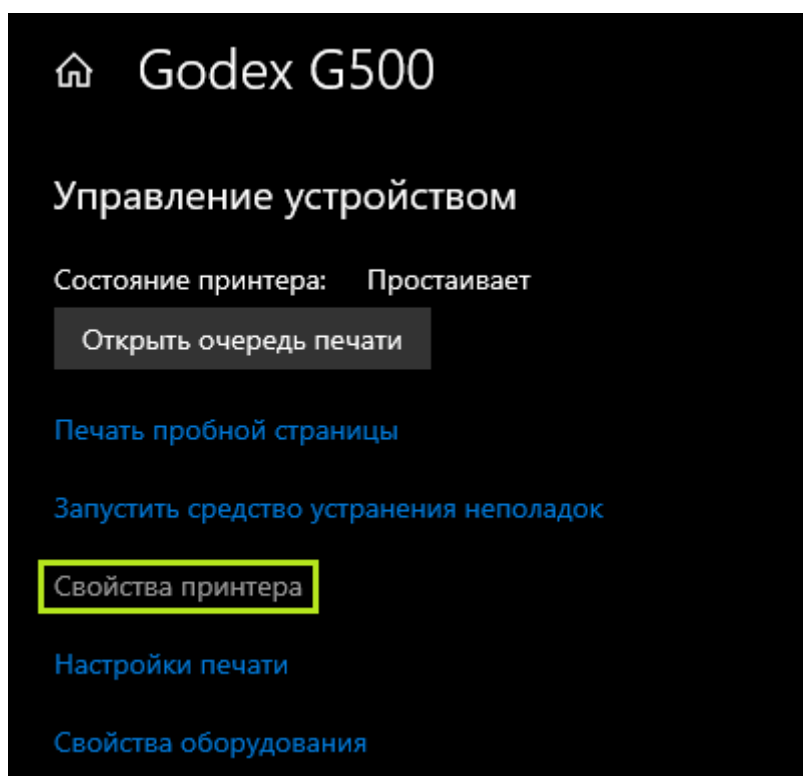 Godex G500
Управление устройством
Состояние принтера: Простаивает
Открыть очередь печати
Печать пробной страницы
Запустить средство устранения неполадок
Свойства принтера
Настройки печати
Свойства оборудования